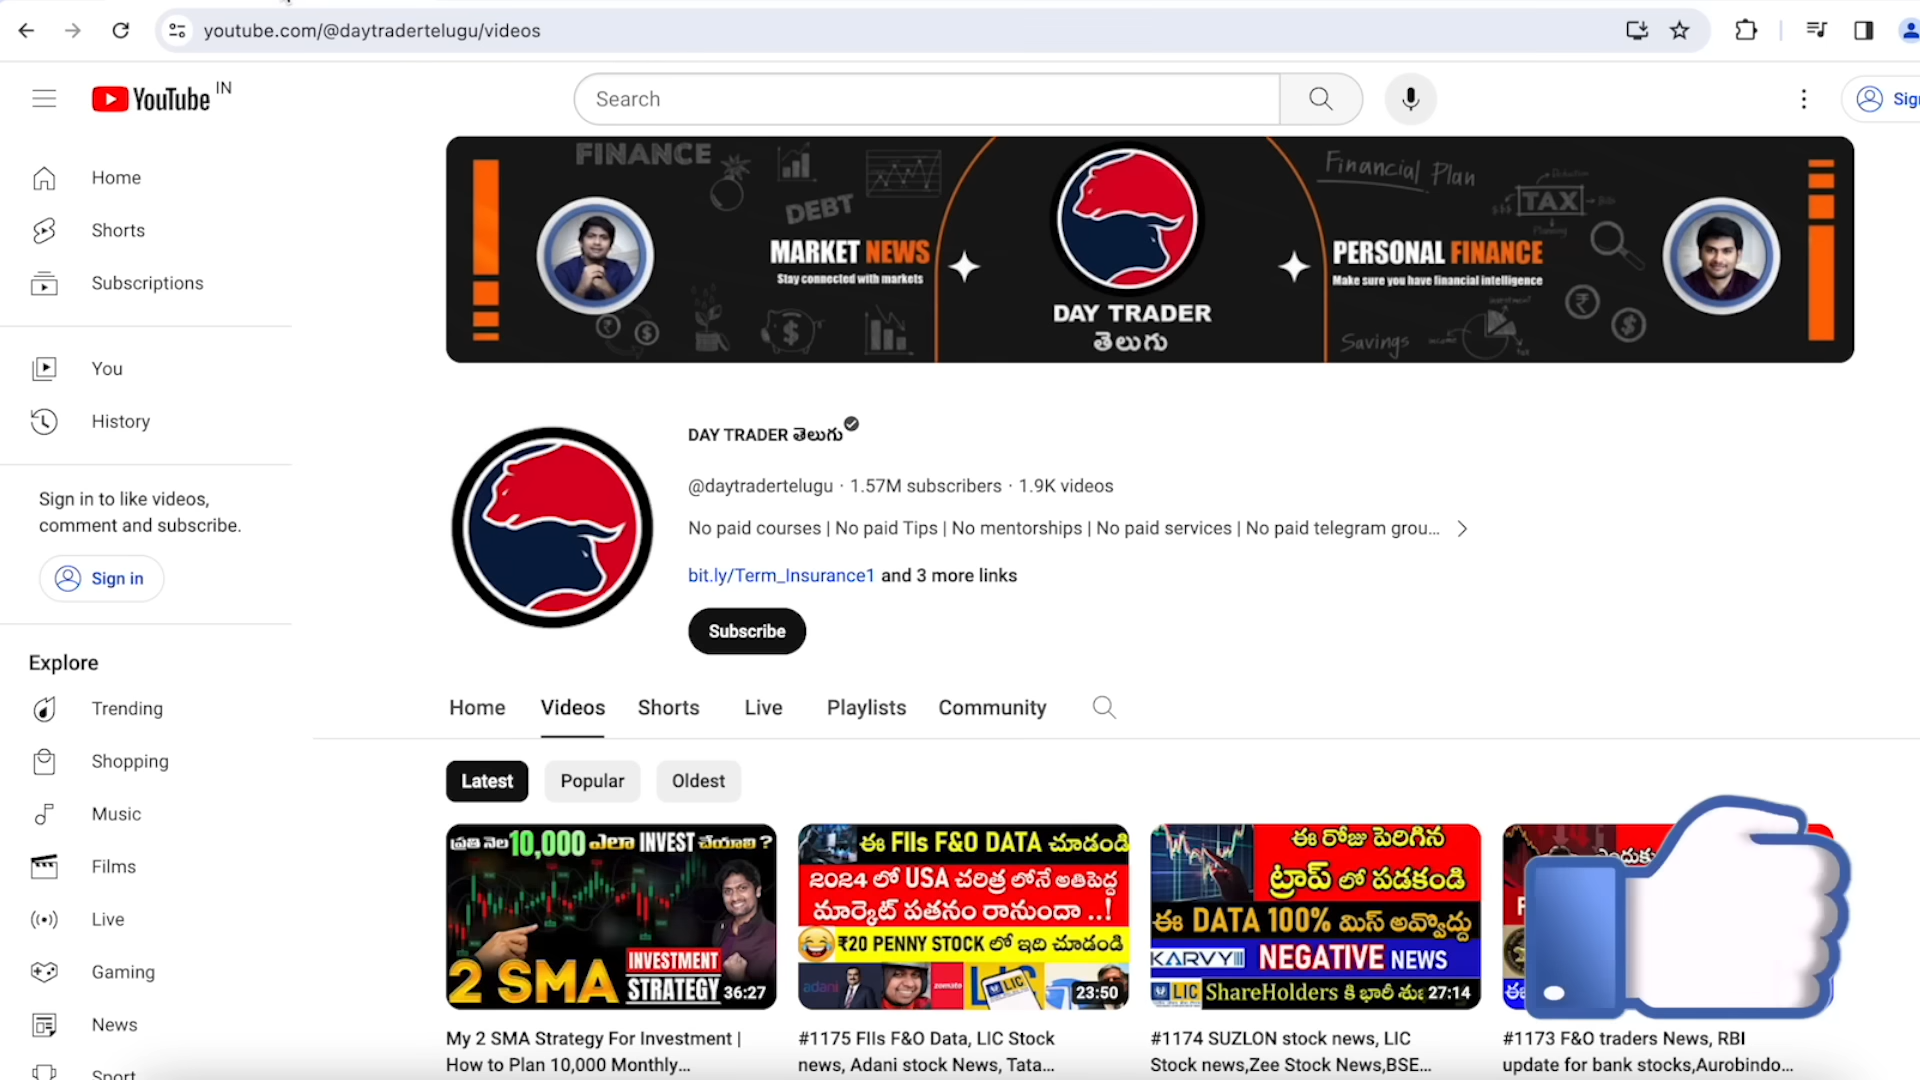 youtube.com/@daytradertelugu/videos
YouTube IN
Search
Sig
Home
Shorts
Subscriptions
You
History
Sign in to like videos,
comment and subscribe.
Sign in
Explore
Trending
Shopping
Music
Films
Live
Gaming
News
Sport
FINANCE
DEBT
MARKET NEWS
Stay connected with markets
DAY TRADER
తెలుగు
Financial Plan
TAX
PERSONAL FINANCE
Make sure you have financial intelligence
Savings
DAY TRADER తెలుగు
@daytradertelugu · 1.57M subscribers · 1.9K videos
No paid courses | No paid Tips | No mentorships | No paid services | No paid telegram grou...
bit.ly/Term_Insurance1 and 3 more links
Subscribe
Home Videos Shorts Live Playlists Community
Latest Popular Oldest
ప్రతి నెల 10,000 ఎలా INVEST చేయాలి ?
2 SMA INVESTMENT STRATEGY 36:27
My 2 SMA Strategy For Investment |
How to Plan 10,000 Monthly...
ఈ FIIs F&O DATA చూడండి
2024 లో USA చరిత్ర లోనే అతిపెద్ద
మార్కెట్ పతనం రానుందా ..!
₹20 PENNY STOCK లో ఇది చూడండి
adani zomato LIC 23:50
#1175 FIIs F&O Data, LIC Stock
news, Adani stock News, Tata...
ఈ రోజు పెరిగిన
ట్రాప్ లో పడకండి
ఈ DATA 100% మిస్ అవ్వొద్దు
KARVY NEGATIVE NEWS
LIC ShareHolders కి భారీ 27:14
#1174 SUZLON stock news, LIC
Stock news,Zee Stock News,BSE...
#1173 F&O traders News, RBI
update for bank stocks,Aurobindo...